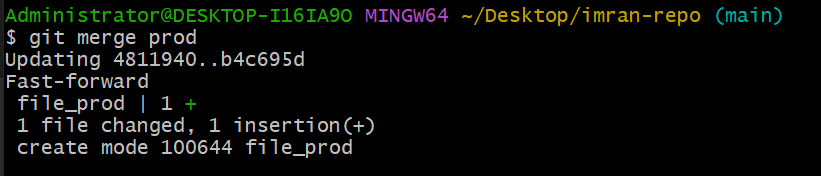 Administrator@DESKTOP-I16IA9O MINGW64 ~/Desktop/imran-repo (main)
$ git merge prod
Updating 4811940..b4c695d
Fast-forward
 file_prod | 1 +
 1 file changed, 1 insertion(+)
 create mode 100644 file_prod